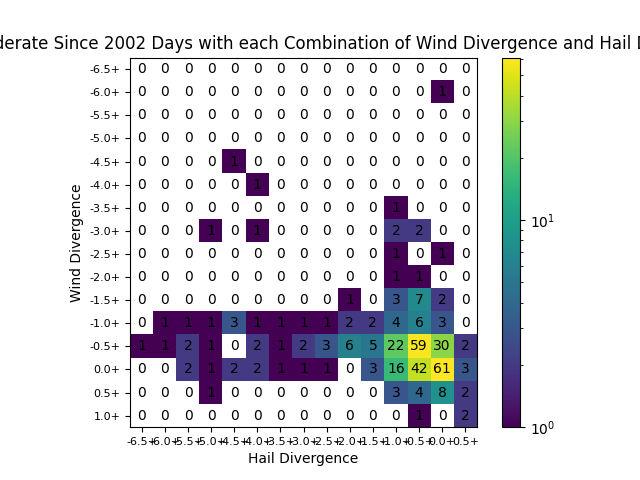 derate Since 2002 Days with each Combination of Wind Divergence and Hail D
-6.5+ 0 0 0 0 0 0 0 0 0 0 0 0 0 0 0
-6.0+ 0 0 0 0 0 0 0 0 0 0 0 0 0 1 0
-5.5+ 0 0 0 0 0 0 0 0 0 0 0 0 0 0 0
-5.0+ 0 0 0 0 0 0 0 0 0 0 0 0 0 0 0
-4.5+ 0 0 0 0 1 0 0 0 0 0 0 0 0 0 0
-4.0+ 0 0 0 0 0 1 0 0 0 0 0 0 0 0 0
-3.5+ 0 0 0 0 0 0 0 0 0 0 0 1 0 0 0
-3.0+ 0 0 0 1 0 1 0 0 0 0 0 2 2 0 0
-2.5+ 0 0 0 0 0 0 0 0 0 0 0 1 0 1 0
-2.0+ 0 0 0 0 0 0 0 0 0 0 0 1 1 0 0
-1.5+ 0 0 0 0 0 0 0 0 0 1 0 3 7 2 0
-1.0+ 0 1 1 1 3 1 1 1 1 2 2 4 6 3 0
-0.5+ 1 1 2 1 0 2 1 2 3 6 5 22 59 30 2
0.0+ 0 0 2 1 2 2 1 1 1 0 3 16 42 61 3
0.5+ 0 0 0 1 0 0 0 0 0 0 0 3 4 8 2
1.0+ 0 0 0 0 0 0 0 0 0 0 0 0 1 0 2
-6.5+ -6.0+ -5.5+ -5.0+ -4.5+ -4.0+ -3.5+ -3.0+ -2.5+ -2.0+ -1.5+ -1.0+ -0.5+ 0.0+ 0.5+
Hail Divergence
Wind Divergence
10¹
10⁰